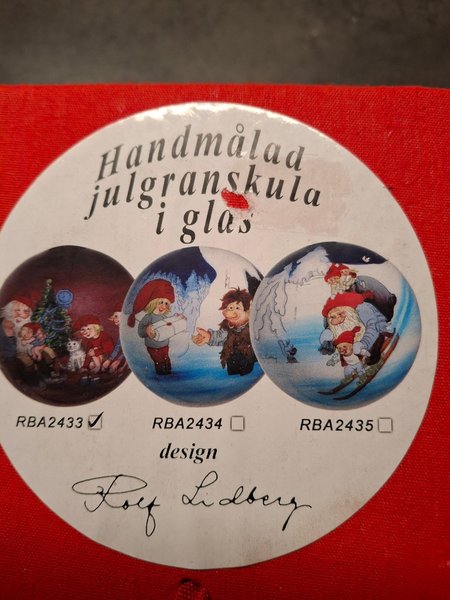 Handmålad
julgranskula
i glas
RBA2433 RBA2434 RBA2435
design
Rolf Lidberg